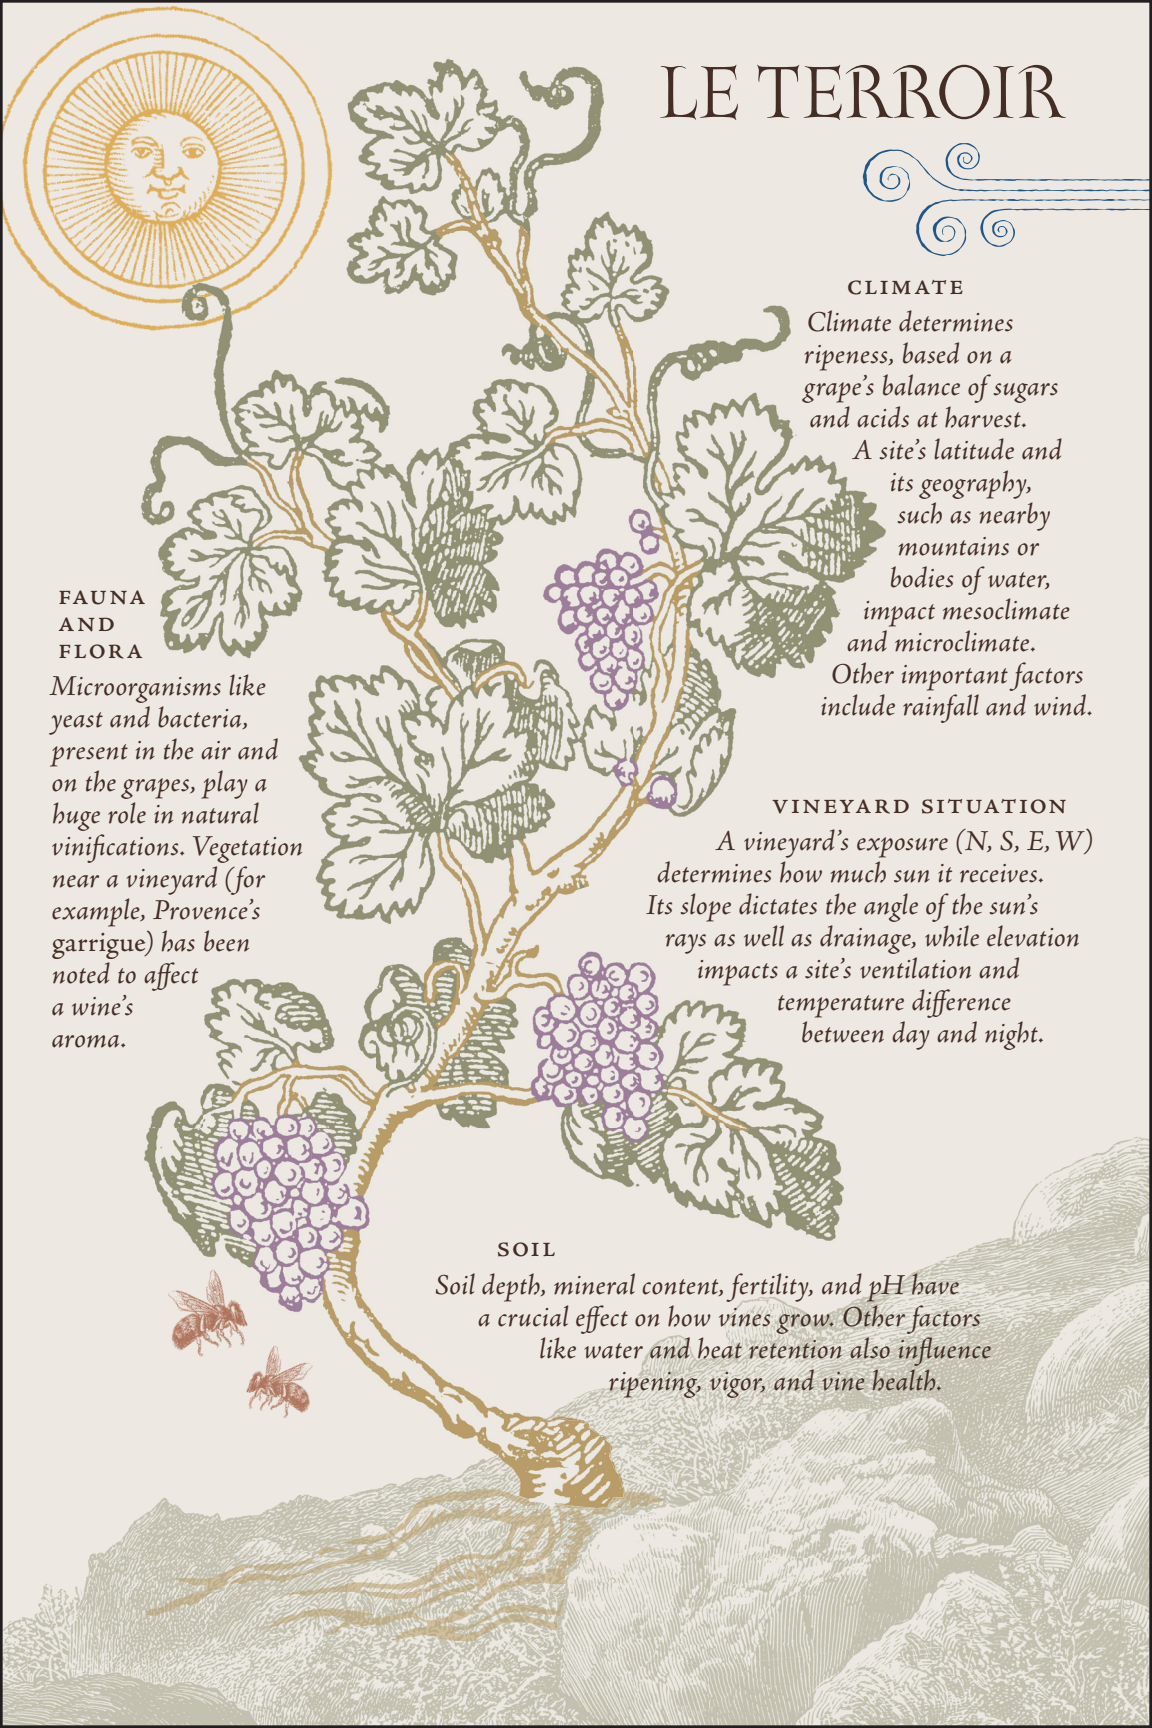 LE TERROIR
CLIMATE
Climate determines
ripeness, based on a
grape's balance of sugars
and acids at harvest.
A site's latitude and
its geography,
such as nearby
mountains or
bodies of water,
impact mesoclimate
and microclimate.
Other important factors
include rainfall and wind.
FAUNA
AND
FLORA
Microorganisms like
yeast and bacteria,
present in the air and
on the grapes, play a
huge role in natural
vinifications. Vegetation
near a vineyard (for
example, Provence's
garrigue) has been
noted to affect
a wine's
aroma.
VINEYARD SITUATION
A vineyard's exposure (N, S, E, W)
determines how much sun it receives.
Its slope dictates the angle of the sun's
rays as well as drainage, while elevation
impacts a site's ventilation and
temperature difference
between day and night.
SOIL
Soil depth, mineral content, fertility, and pH have
a crucial effect on how vines grow. Other factors
like water and heat retention also influence
ripening, vigor, and vine health.